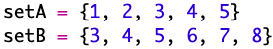 setA = {1, 2, 3, 4, 5}
setB = {3, 4, 5, 6, 7, 8}